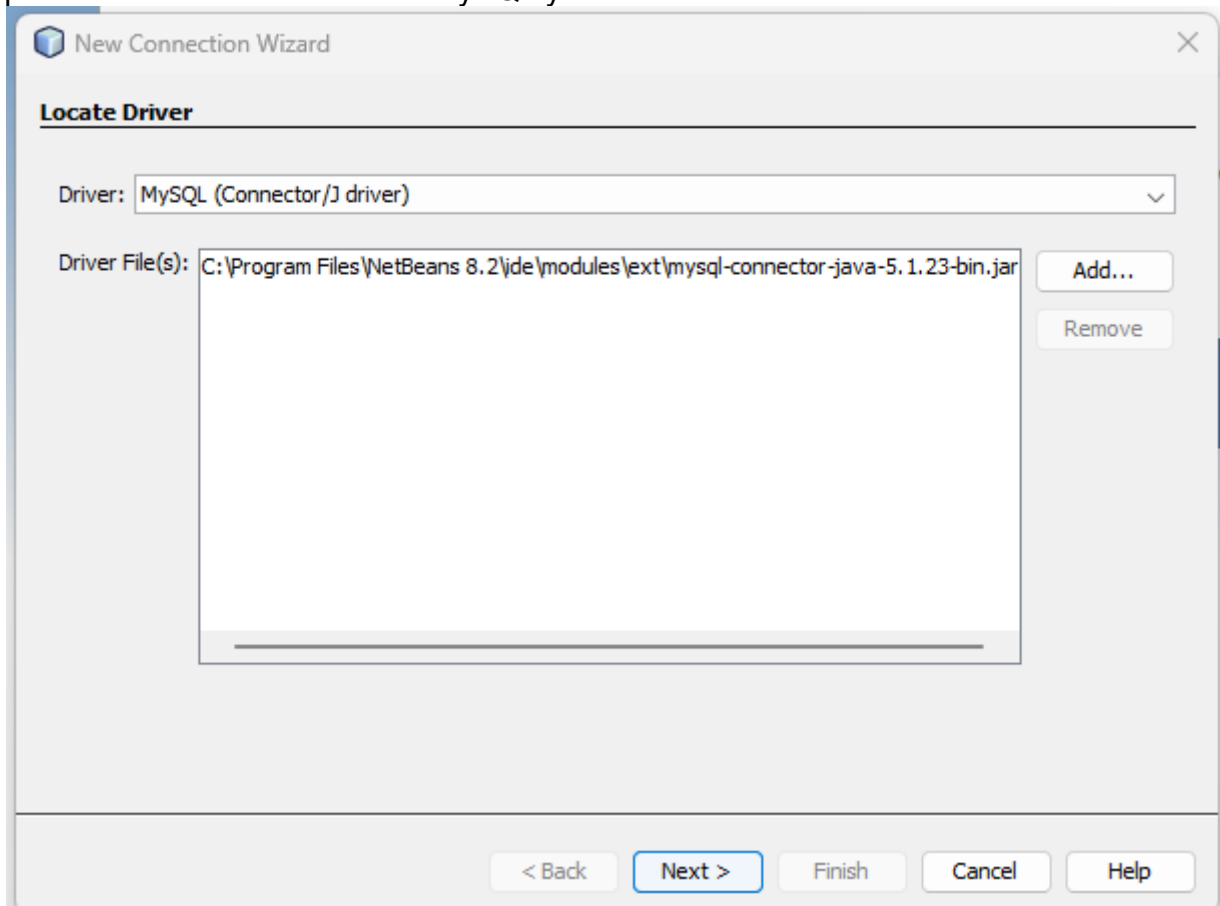 New Connection Wizard
Locate Driver
Driver: MySQL (Connector/J driver)
Driver File(s): C:\Program Files\NetBeans 8.2\ide\modules\ext\mysql-connector-java-5.1.23-bin.jar
Add...
Remove
< Back Next > Finish Cancel Help